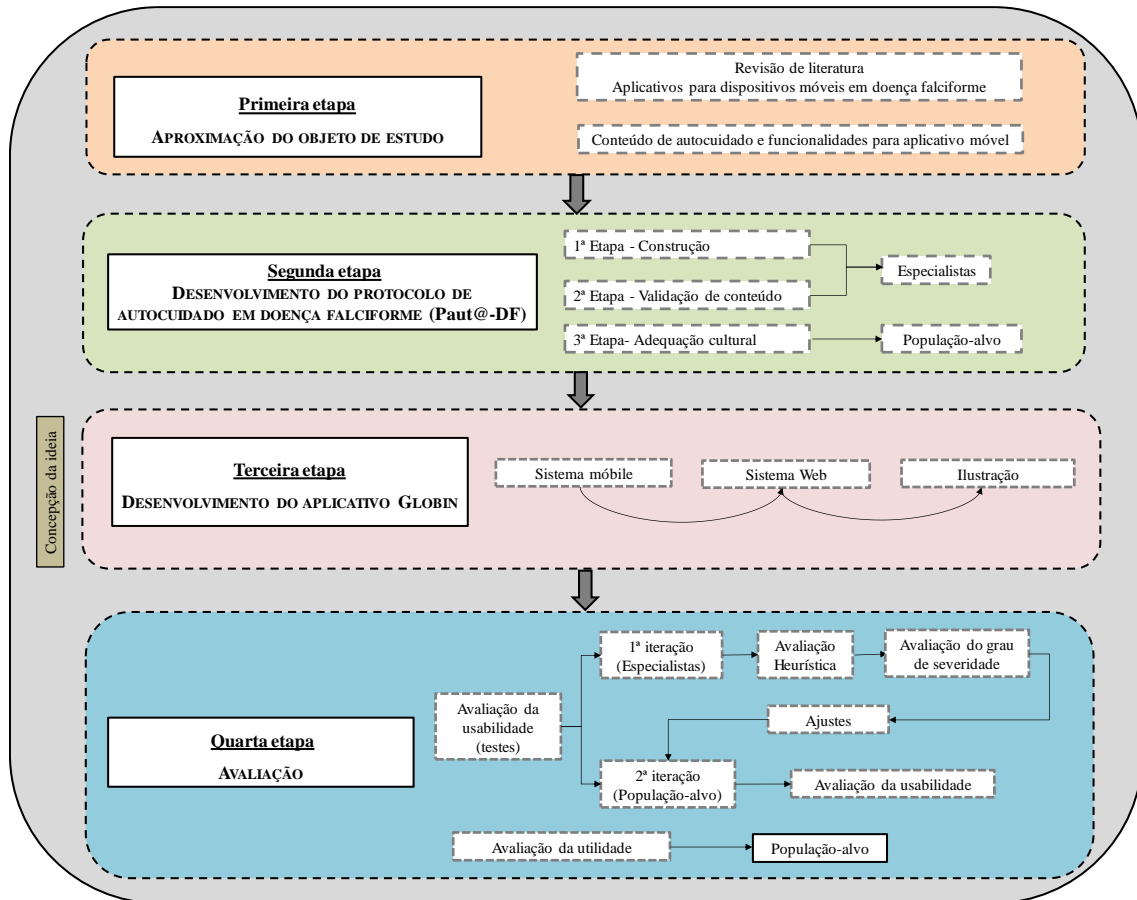 Primeira etapa
APROXIMAÇÃO DO OBJETO DE ESTUDO
Revisão de literatura
Aplicativos para dispositivos móveis em doença falciforme
Conteúdo de autocuidado e funcionalidades para aplicativo móvel
Segunda etapa
DESENVOLVIMENTO DO PROTOCOLO DE
AUTOCUIDADO EM DOENÇA FALCIFORME (Paut@-DF)
1ª Etapa - Construção
2ª Etapa - Validação de conteúdo
3ª Etapa- Adequação cultural
Especialistas
População-alvo
Concepção da ideia
Terceira etapa
DESENVOLVIMENTO DO APLICATIVO GLOBIN
Sistema móbile
Sistema Web
Ilustração
Quarta etapa
AVALIAÇÃO
Avaliação da
usabilidade
(testes)
1ª iteração
(Especialistas)
Avaliação
Heurística
Avaliação do grau
de severidade
Ajustes
2ª iteração
(População-alvo)
Avaliação da usabilidade
Avaliação da utilidade
População-alvo